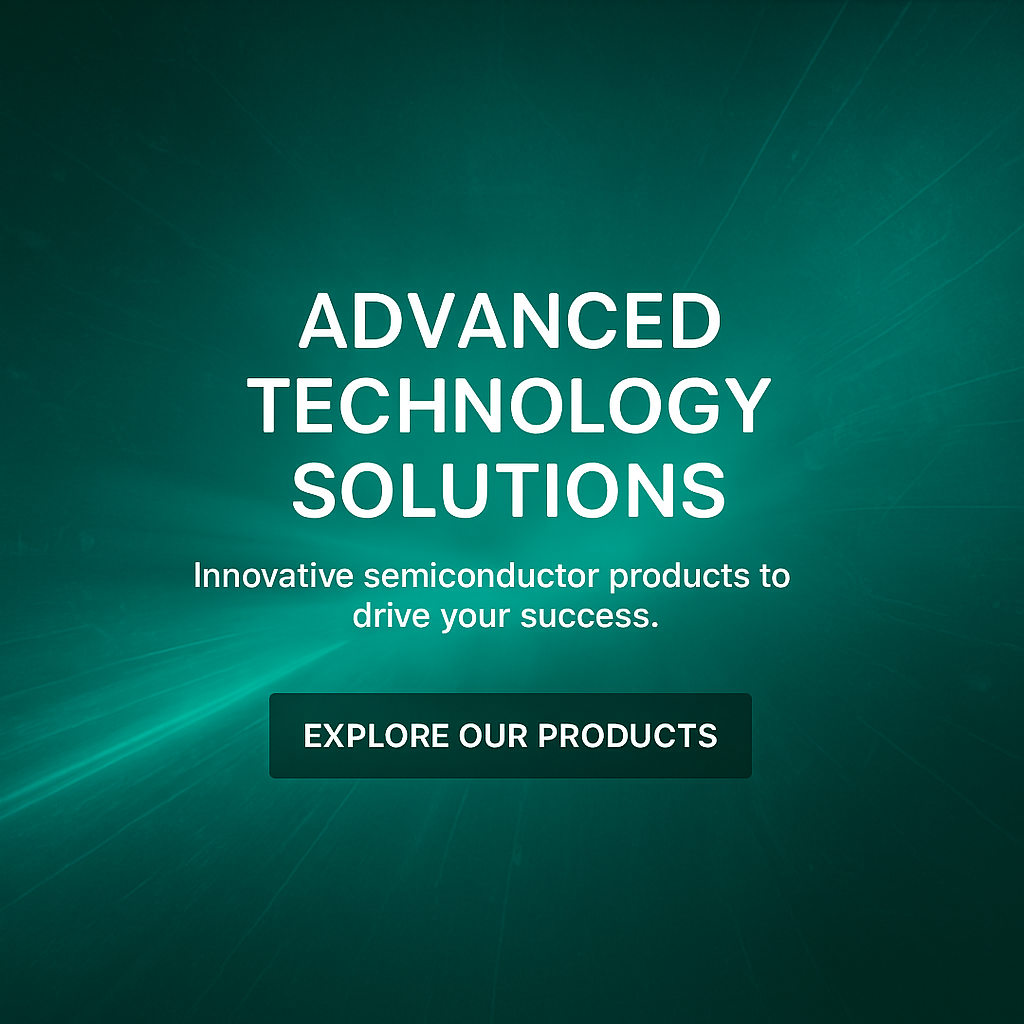 ADVANCED
TECHNOLOGY
SOLUTIONS
Innovative semiconductor products to
drive your success.
EXPLORE OUR PRODUCTS